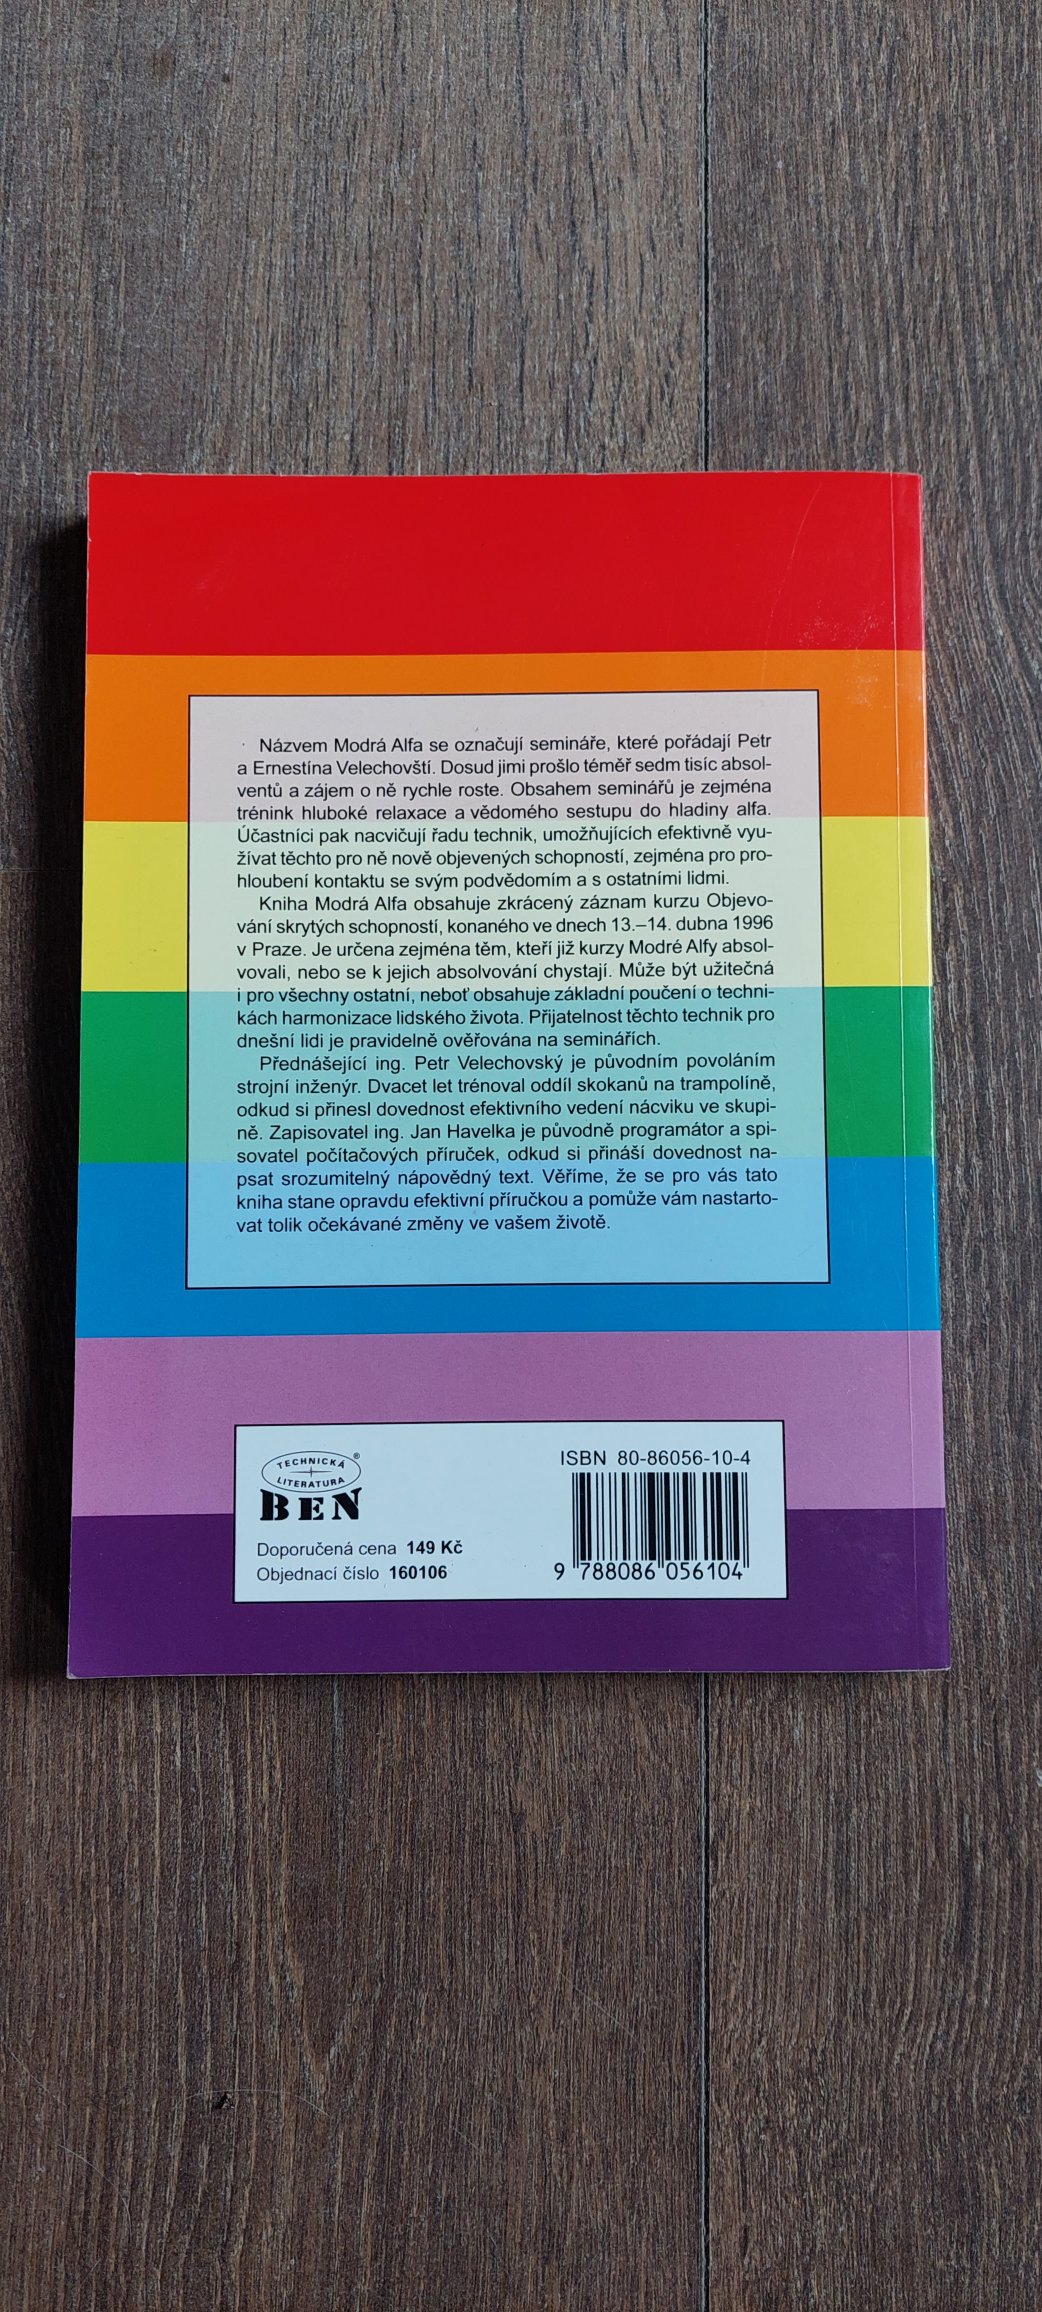 Názvem Modrá Alfa se označují semináře, které pořádají Petr
a Ernestína Velechovští. Dosud jimi prošlo téměř sedm tisíc absol-
ventů a zájem o ně rychle roste. Obsahem seminářů je zejména
trénink hluboké relaxace a vědomého sestupu do hladiny alfa.
Účastníci pak nacvičují řadu technik, umožňujících efektivně vyu-
žívat těchto pro ně nově objevených schopností, zejména pro pro-
hloubení kontaktu se svým podvědomím a s ostatními lidmi.
Kniha Modrá Alfa obsahuje zkrácený záznam kurzu Objevo-
vání skrytých schopností, konaného ve dnech 13.–14. dubna 1996
v Praze. Je určena zejména těm, kteří již kurzy Modré Alfy absol-
vovali, nebo se k jejich absolvování chystají. Může být užitečná
i pro všechny ostatní, neboť obsahuje základní poučení o techni-
kách harmonizace lidského života. Přijatelnost těchto technik pro
dnešní lidi je pravidelně ověřována na seminářích.
Přednášející ing. Petr Velechovský je původním povoláním
strojní inženýr. Dvacet let trénoval oddíl skokanů na trampolíně,
odkud si přinesl dovednost efektivního vedení nácviku ve skupi-
ně. Zapisovatel ing. Jan Havelka je původně programátor a spi-
sovatel počítačových příruček, odkud si přináší dovednost na-
psat srozumitelný nápovědný text. Věříme, že se pro vás tato
kniha stane opravdu efektivní příručkou a pomůže vám nastarto-
vat tolik očekávané změny ve vašem životě.
TECHNICKÁ ®
LITERATURA
BEN
Doporučená cena 149 Kč
Objednací číslo 160106
ISBN 80-86056-10-4
9 788086 056104